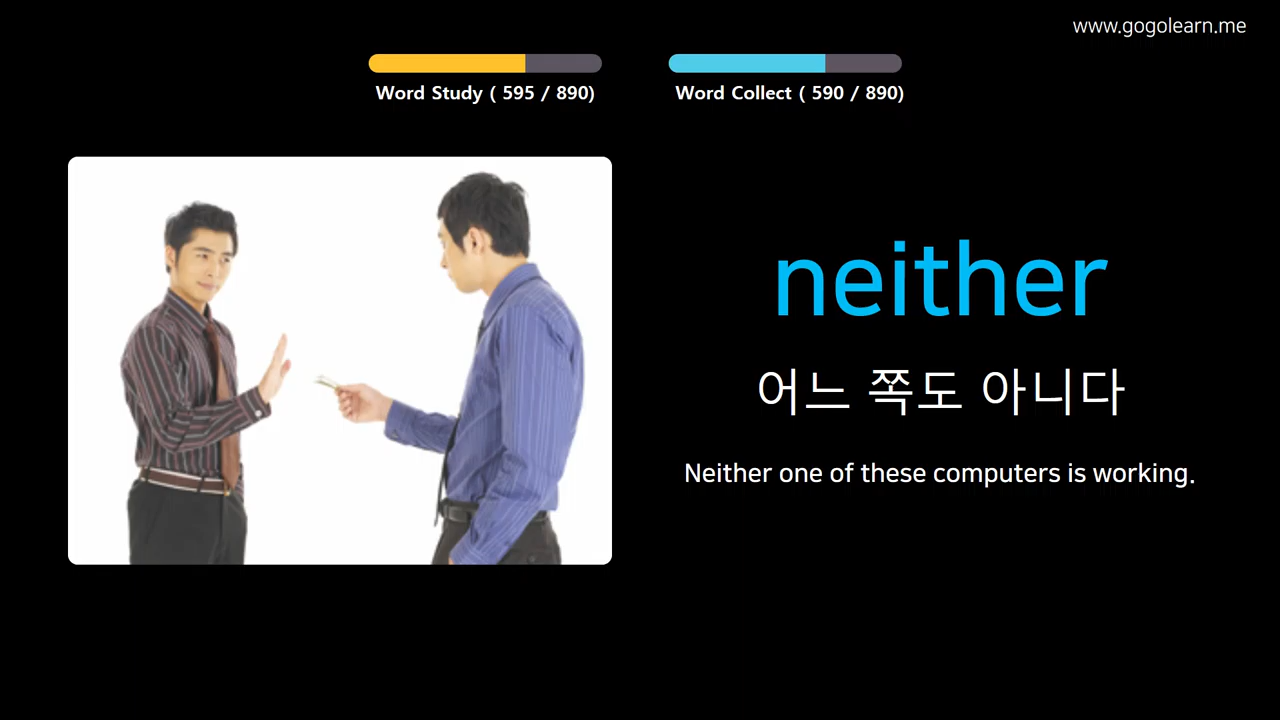 www.gogolearn.me
Word Study ( 595 / 890)
Word Collect ( 590 / 890)
neither
어느 쪽도 아니다
Neither one of these computers is working.